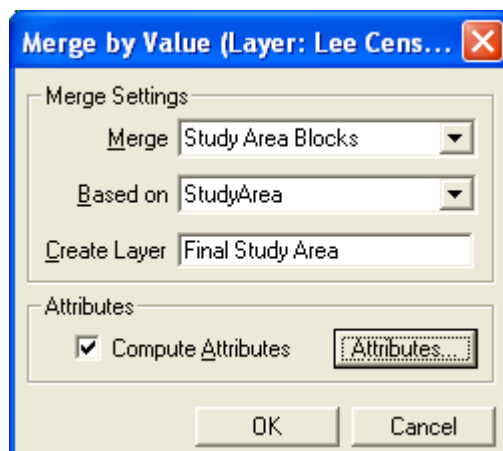 Merge by Value (Layer: Lee Cens...
Merge Settings
Merge Study Area Blocks
Based on StudyArea
Create Layer Final Study Area
Attributes
Compute Attributes Attributes...
OK Cancel